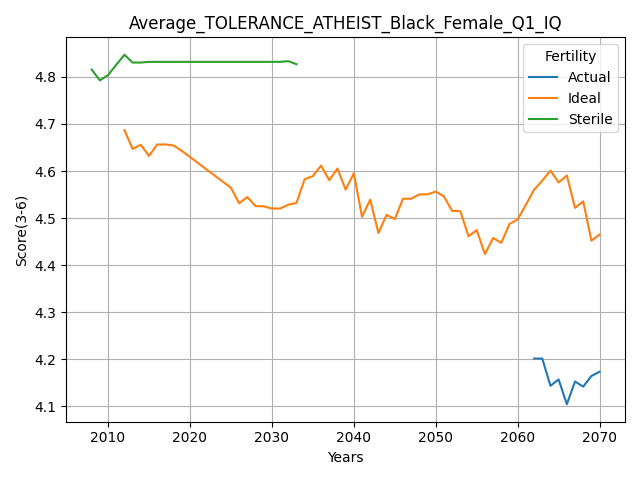 Average_TOLERANCE_ATHEIST_Black_Female_Q1_IQ
Score(3-6)
4.8
4.7
4.6
4.5
4.4
4.3
4.2
4.1
Fertility
Actual
Ideal
Sterile
2010 2020 2030 2040 2050 2060 2070
Years